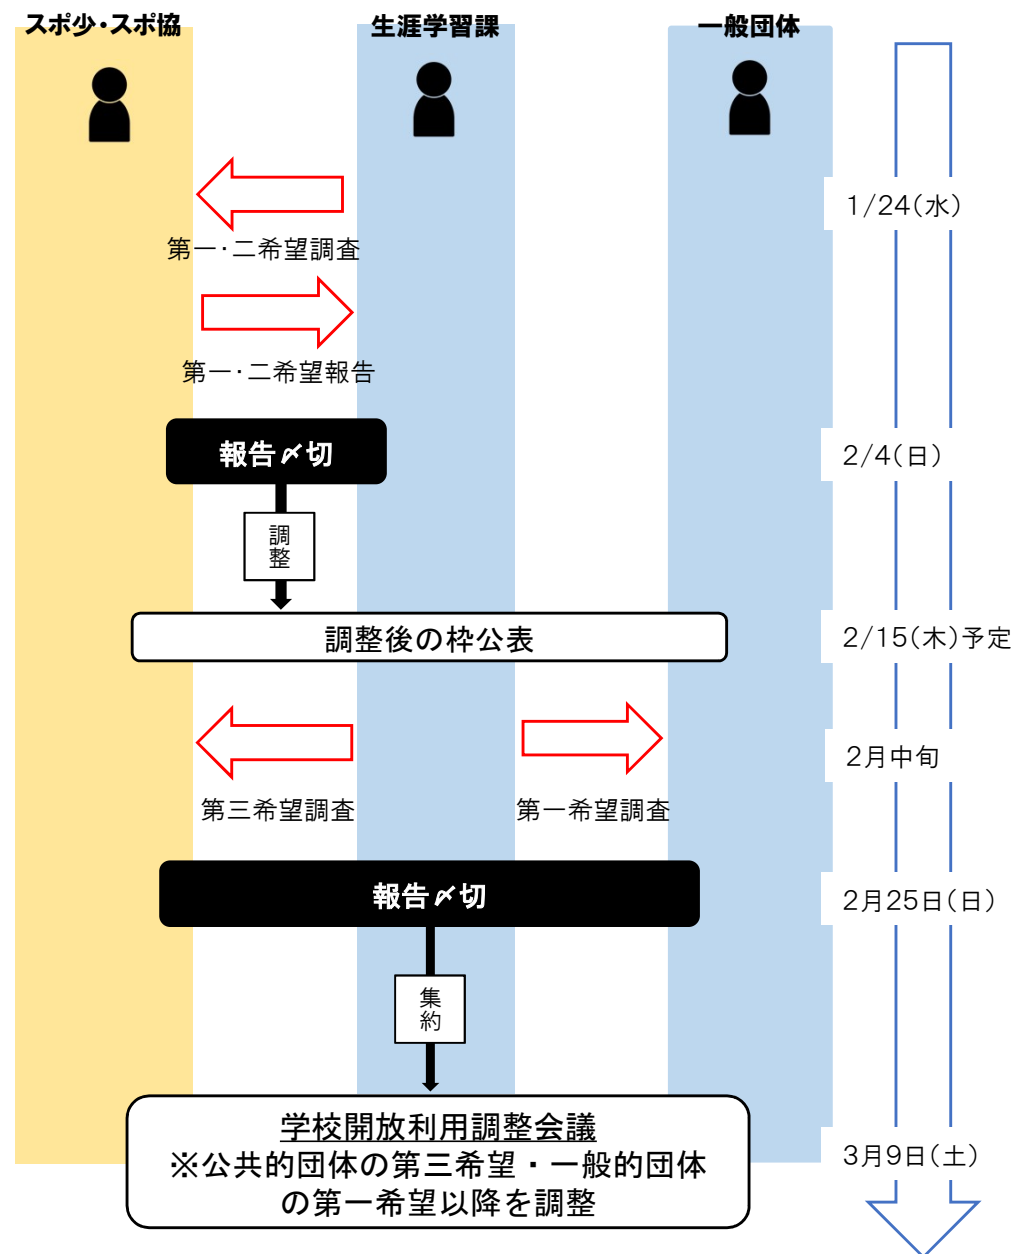 スポ少・スポ協
生涯学習課
一般団体
1/24(水)
第一・二希望調査
第一・二希望報告
報告〆切
2/4(日)
調整
調整後の枠公表
2/15(木)予定
2月中旬
第三希望調査
第一希望調査
報告〆切
2月25日(日)
集約
学校開放利用調整会議
※公共的団体の第三希望・一般的団体
の第一希望以降を調整
3月9日(土)